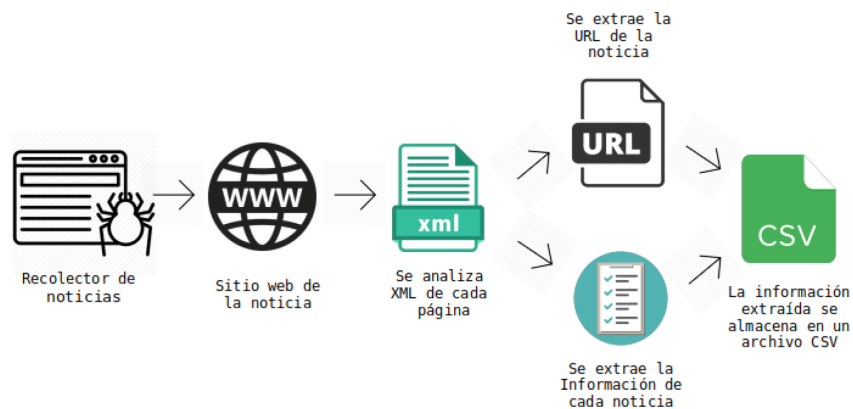 Se extrae la
URL de la
noticia
URL
WWW
xml
CSV
Recolector de
noticias
Sitio web de
la noticia
Se analiza
XML de cada
página
La información
extraída se
almacena en un
archivo CSV
Se extrae la
Información de
cada noticia